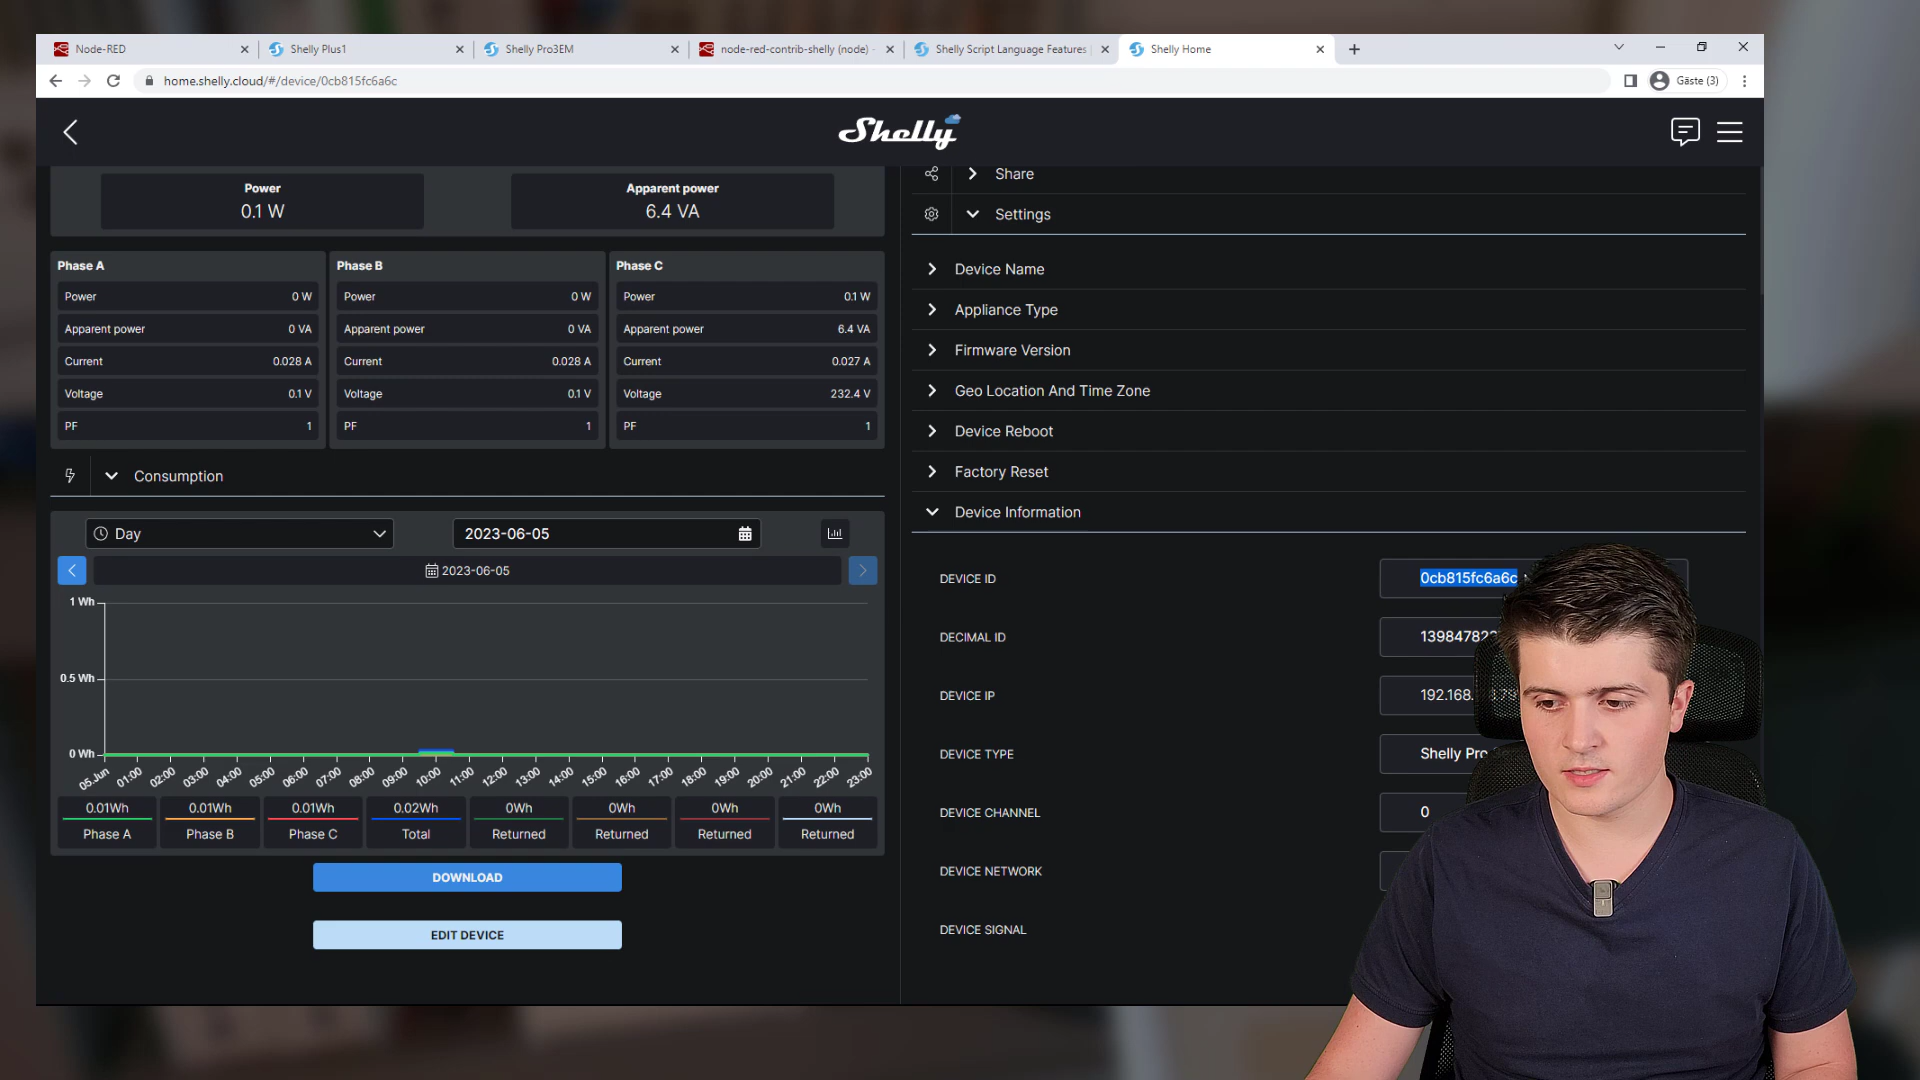 Node-RED
Shelly Plus1
Shelly Pro3EM
node-red-contrib-shelly (node) -
Shelly Script Language Features
Shelly Home
home.shelly.cloud/#/device/0cb815fc6a6c
Gäste (3)
Shelly
Power
0.1 W
Apparent power
6.4 VA
Phase A
Power 0 W
Apparent power 0 VA
Current 0.028 A
Voltage 0.1 V
PF 1
Phase B
Power 0 W
Apparent power 0 VA
Current 0.028 A
Voltage 0.1 V
PF 1
Phase C
Power 0.1 W
Apparent power 6.4 VA
Current 0.027 A
Voltage 232.4 V
PF 1
Consumption
Day
2023-06-05
2023-06-05
1 Wh
0.5 Wh
0 Wh
05.Jun 01:00 02:00 03:00 04:00 05:00 06:00 07:00 08:00 09:00 10:00 11:00 12:00 13:00 14:00 15:00 16:00 17:00 18:00 19:00 20:00 21:00 22:00 23:00
0.01Wh 0.01Wh 0.01Wh 0.02Wh 0Wh 0Wh 0Wh 0Wh
Phase A Phase B Phase C Total Returned Returned Returned Returned
DOWNLOAD
EDIT DEVICE
Share
Settings
Device Name
Appliance Type
Firmware Version
Geo Location And Time Zone
Device Reboot
Factory Reset
Device Information
DEVICE ID 0cb815fc6a6c
DECIMAL ID
DEVICE IP 192.168.
DEVICE TYPE Shelly Pro
DEVICE CHANNEL 0
DEVICE NETWORK
DEVICE SIGNAL